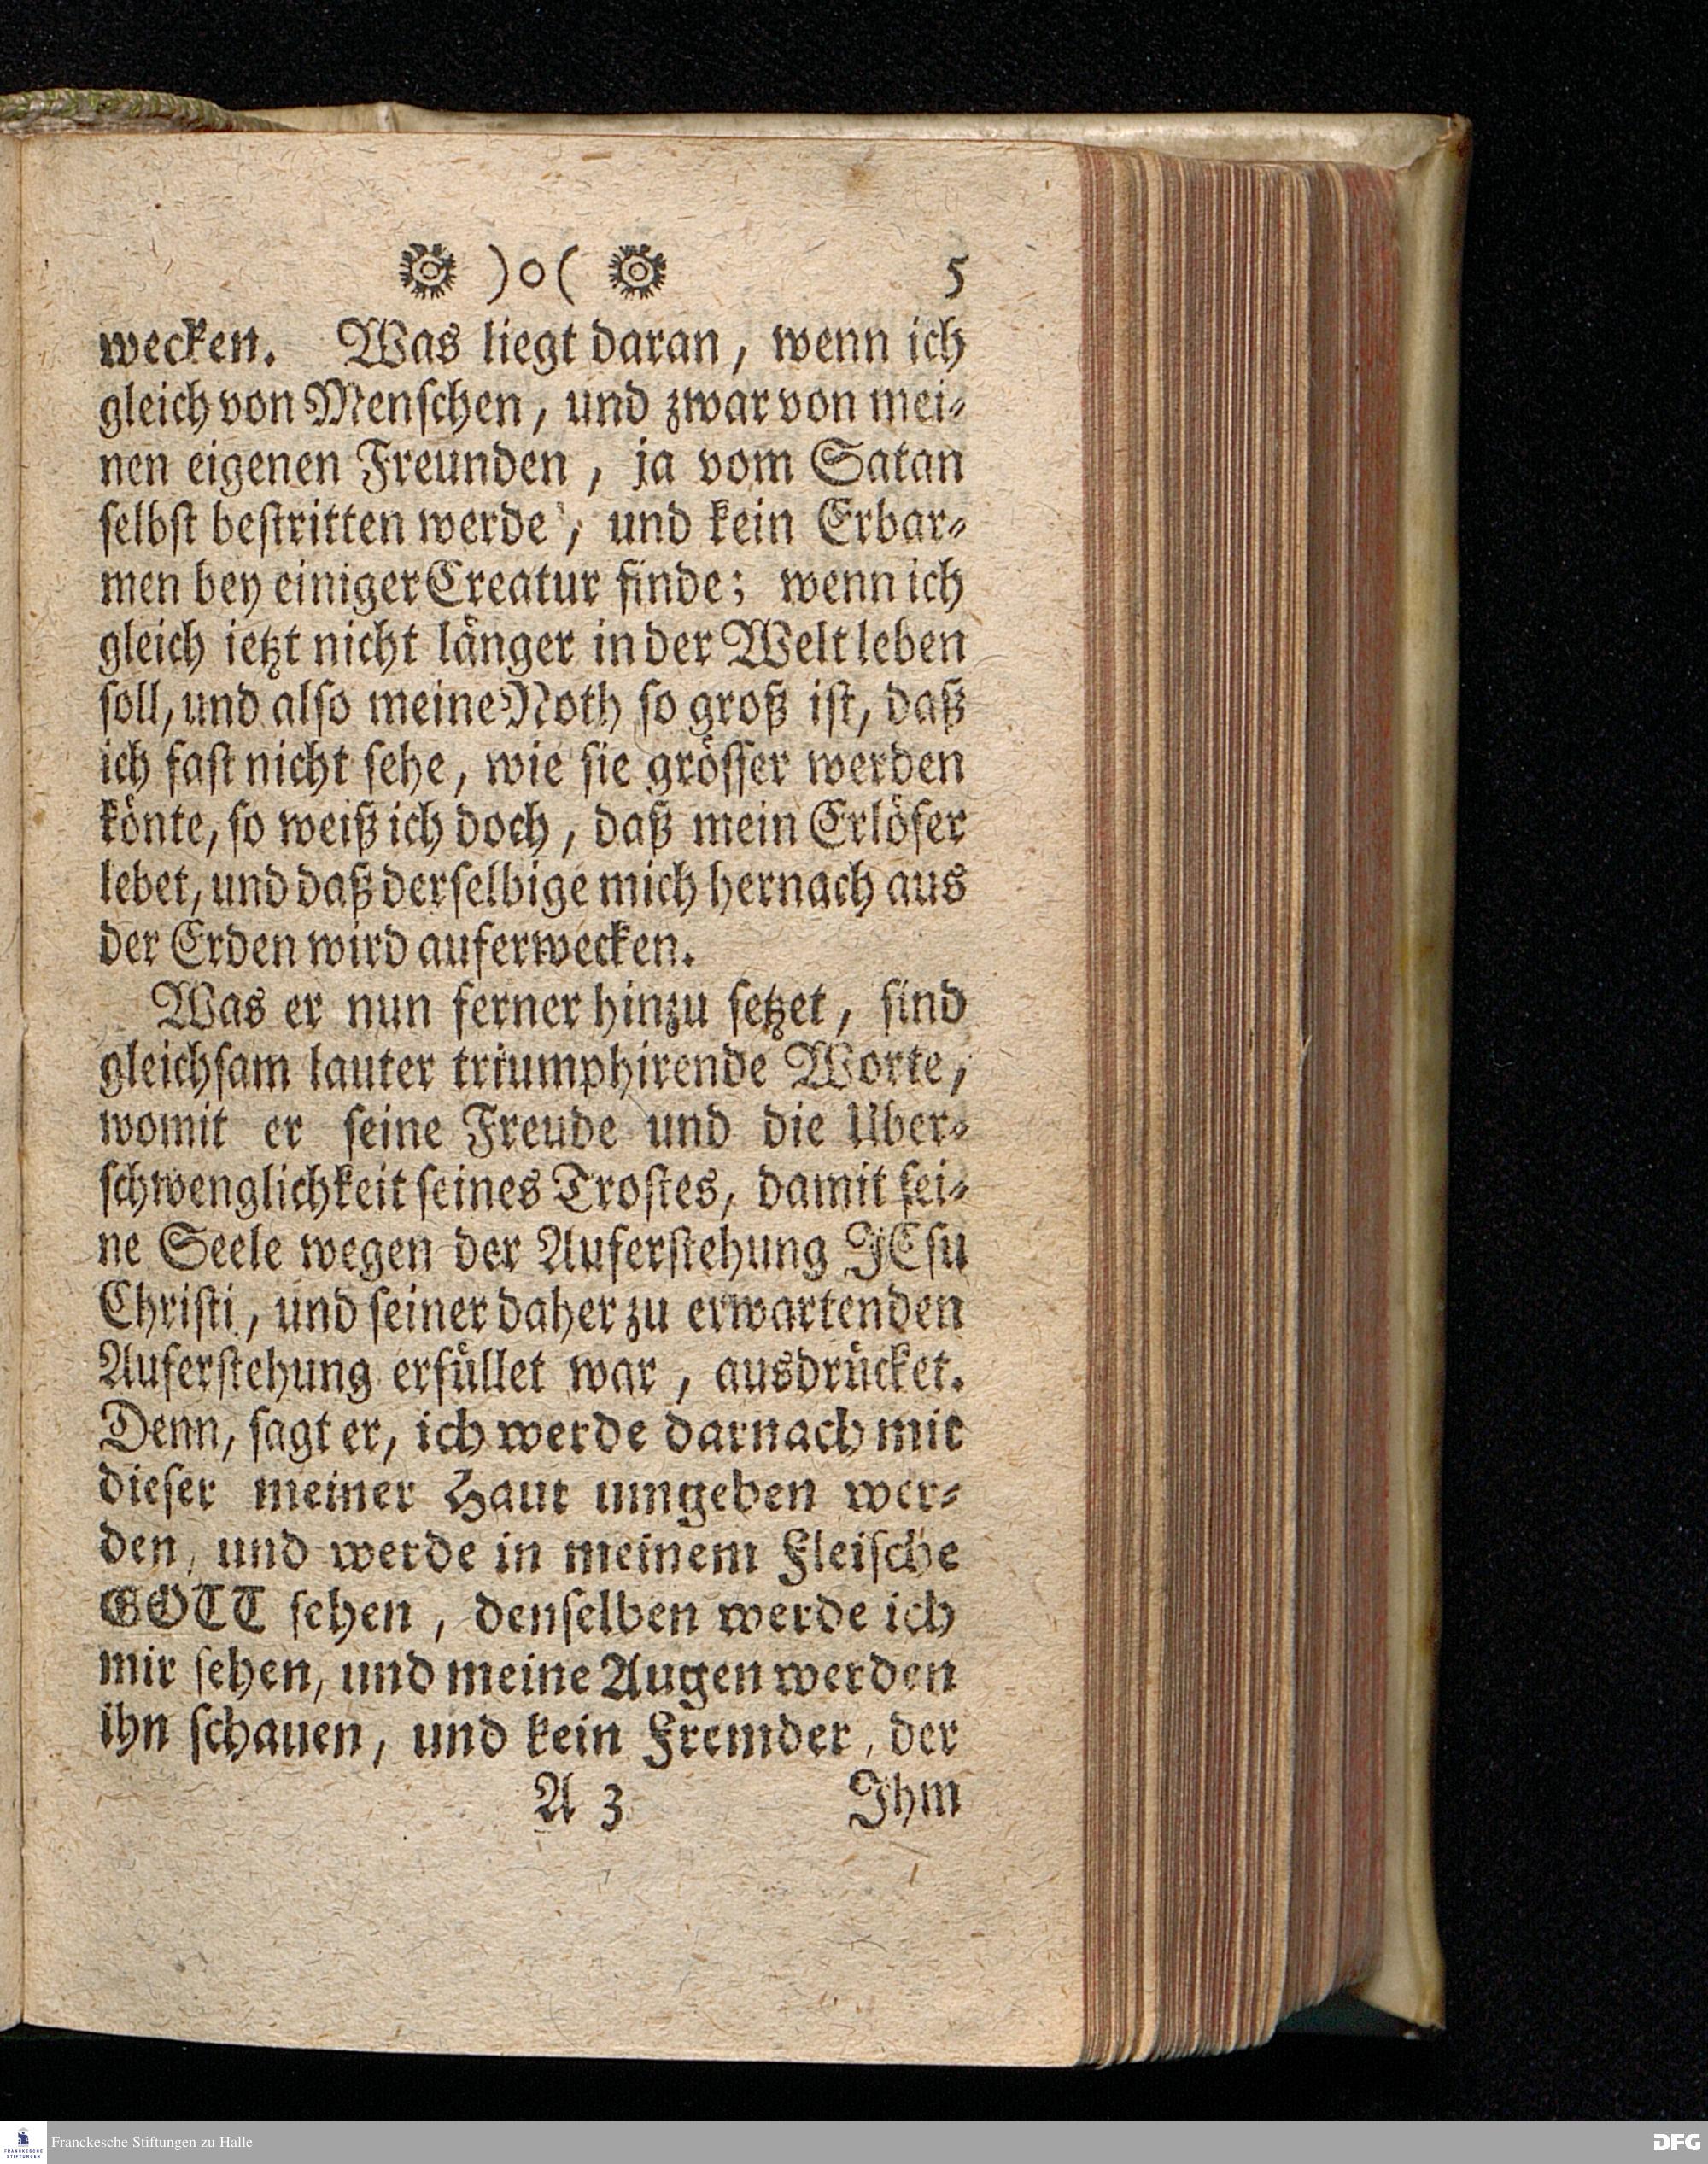 )o( 5
wecken. Was liegt daran, wenn ich
gleich von Menschen, und zwar von mei-
nen eigenen Freunden, ja vom Satan
selbst bestritten werde, und kein Erbar-
men bey einiger Creatur finde; wenn ich
gleich ietzt nicht länger in der Welt leben
soll, und also meine Noth so groß ist, daß
ich fast nicht sehe, wie sie grösser werden
könte, so weiß ich doch, daß mein Erlöser
lebet, und daß derselbige mich hernach aus
der Erden wird auferwecken.
Was er nun ferner hinzu setzet, sind
gleichsam lauter triumphirende Worte,
womit er seine Freude und die Über-
schwenglichkeit seines Trostes, damit sei-
ne Seele wegen der Auferstehung JEsu
Christi, und seiner daher zu erwartenden
Auferstehung erfüllet war, ausdrücket.
Denn, sagt er, ich werde darnach mit
dieser meiner Haut umgeben wer-
den, und werde in meinem Fleische
GOTT sehen, denselben werde ich
mir sehen, und meine Augen werden
ihn schauen, und kein Fremder, der
A 3 Ihm
FRANCKESCHE STIFTUNGEN
Franckesche Stiftungen zu Halle
DFG